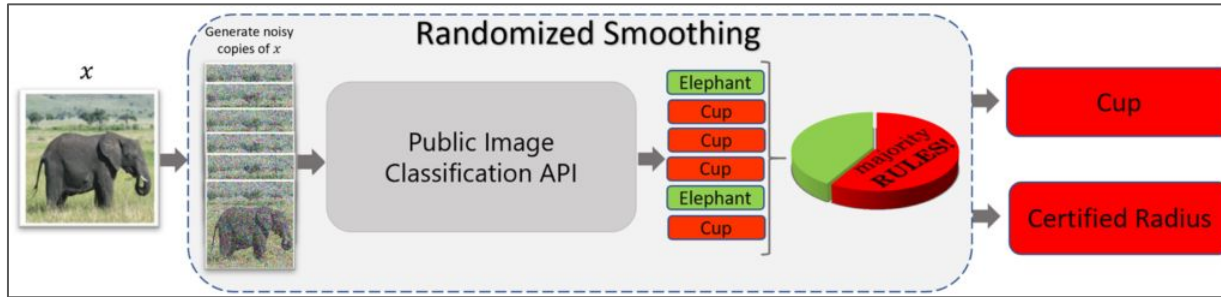 Randomized Smoothing
Generate noisy
copies of x
x
Public Image
Classification API
Elephant
Cup
Cup
Cup
Elephant
Cup
majority
RULES!
Cup
Certified Radius